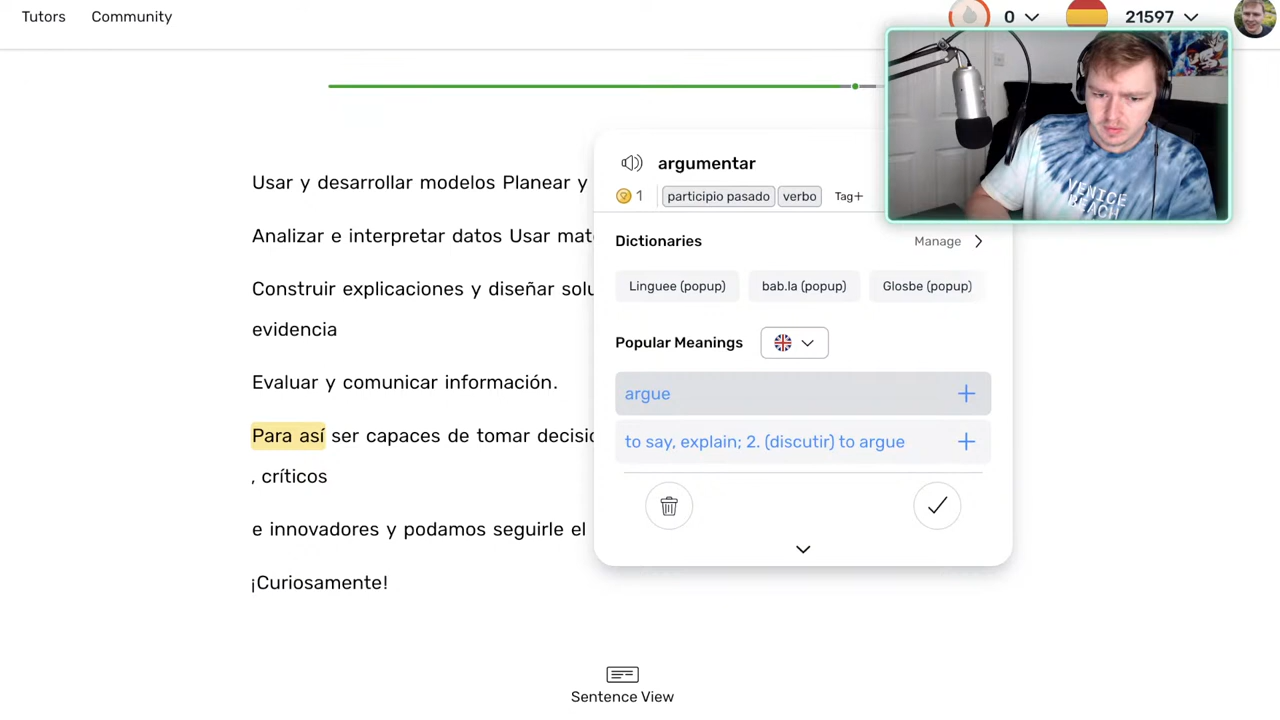 Tutors Community
0 21597
VENICE
BEACH
argumentar
1 participio pasado verbo Tag+
Dictionaries Manage
Linguee (popup) bab.la (popup) Glosbe (popup)
Popular Meanings
argue
to say, explain; 2. (discutir) to argue
Usar y desarrollar modelos Planear y
Analizar e interpretar datos Usar mat
Construir explicaciones y diseñar solu
evidencia
Evaluar y comunicar información.
Para así ser capaces de tomar decisio
, críticos
e innovadores y podamos seguirle el
¡Curiosamente!
Sentence View